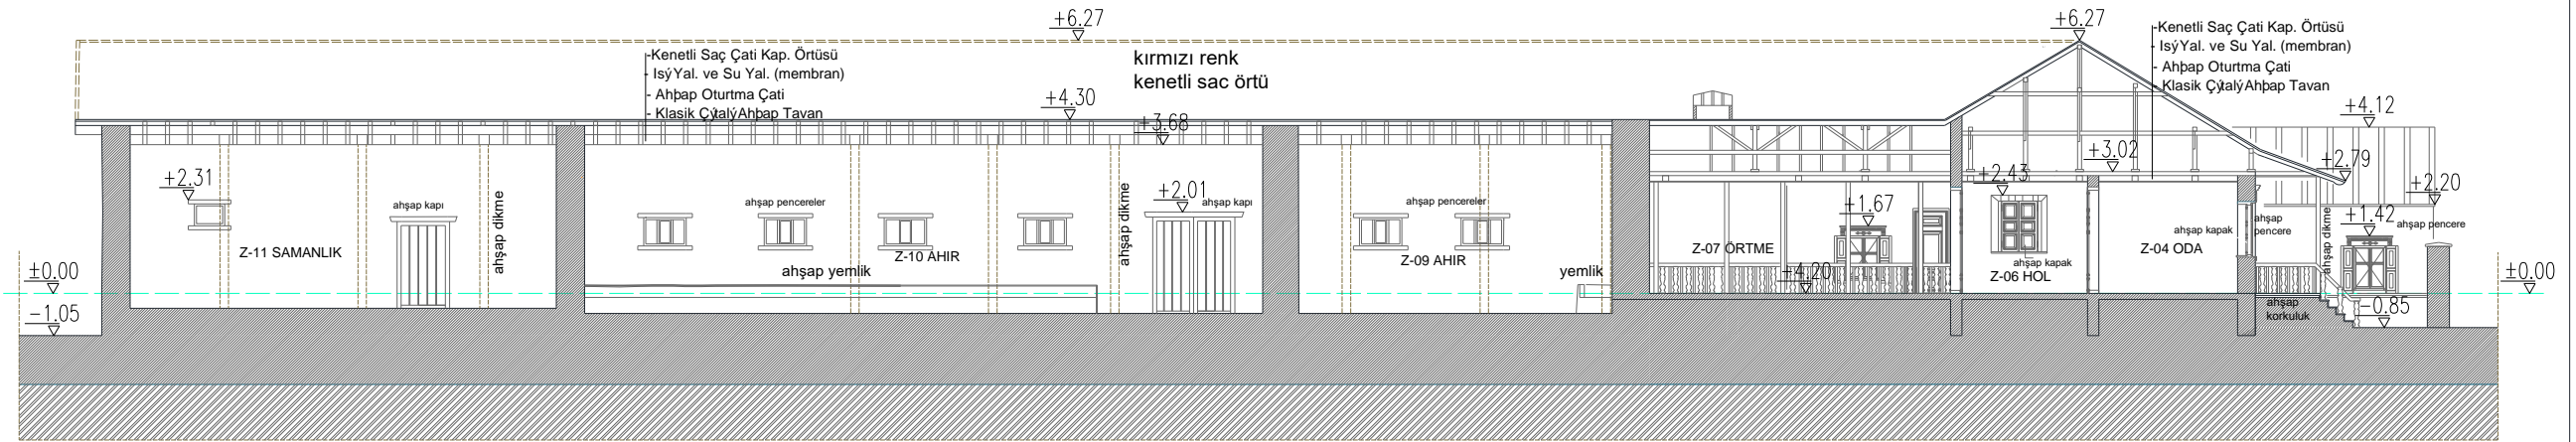 +6.27
+6.27
-Kenetli Saç Çati Kap. Örtüsü
- IsýYal. ve Su Yal. (membran)
- Ahþap Oturtma Çati
- Klasik ÇýtalýAhþap Tavan
kırmızı renk
kenetli sac örtü
-Kenetli Saç Çati Kap. Örtüsü
- IsýYal. ve Su Yal. (membran)
- Ahþap Oturtma Çati
- Klasik ÇýtalýAhþap Tavan
+4.30
+3.68
+4.12
+3.02
+2.79
+2.31
+2.01
+2.43
+2.20
+1.67
+1.42
ahşap kapı
ahşap dikme
ahşap pencereler
ahşap dikme
ahşap kapı
ahşap pencereler
ahşap kapak
ahşap
pencere
ahşap dikme
ahşap pencere
Z-11 SAMANLIK
Z-10 AHIR
Z-09 AHIR
Z-07 ÖRTME
ahşap kapak
Z-06 HOL
Z-04 ODA
ahşap yemlik
yemlik
±0.00
+4.20
±0.00
-1.05
ahşap
korkuluk
-0.85